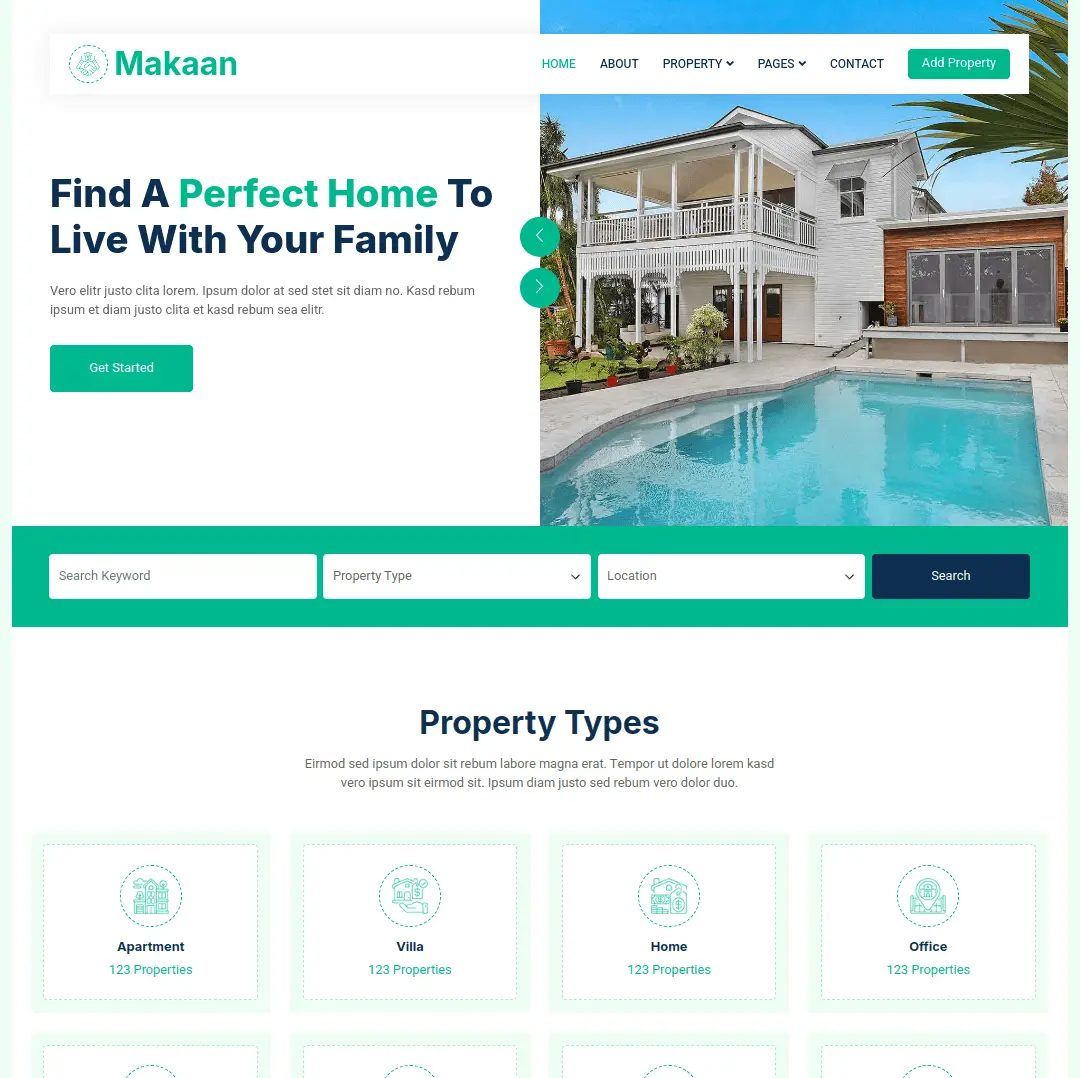 Makaan
HOME ABOUT PROPERTY PAGES CONTACT Add Property
Find A Perfect Home To
Live With Your Family
Vero elitr justo clita lorem. Ipsum dolor at sed stet sit diam no. Kasd rebum
ipsum et diam justo clita et kasd rebum sea elitr.
Get Started
Search Keyword Property Type Location Search
Property Types
Eirmod sed ipsum dolor sit rebum labore magna erat. Tempor ut dolore lorem kasd
vero ipsum sit eirmod sit. Ipsum diam justo sed rebum vero dolor duo.
Apartment Villa Home Office
123 Properties 123 Properties 123 Properties 123 Properties